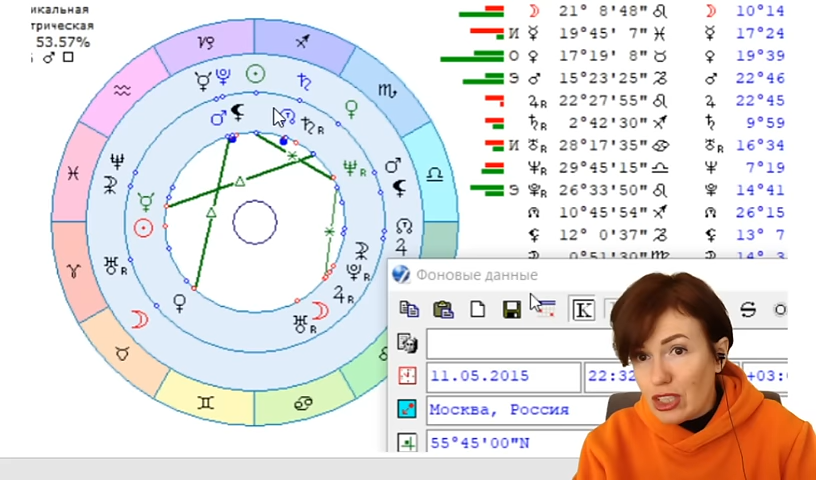 икальная
трическая
53.57%
21° 8'48" 10°14
И 19°45' 7" 17°24
О 17°19' 8" 19°39
Э 15°23'25" 22°46
R 22°27'55" 22°45
R 2°42'30" 9°59
И R 28°17'35" 16°34
R 29°45'15" 7°19
Э R 26°33'50" 14°41
10°45'54" 26°15
12° 0'37" 13° 7
0°51'30"
Фоновые данные
K
11.05.2015 22:32
Москва, Россия
55°45'00"N